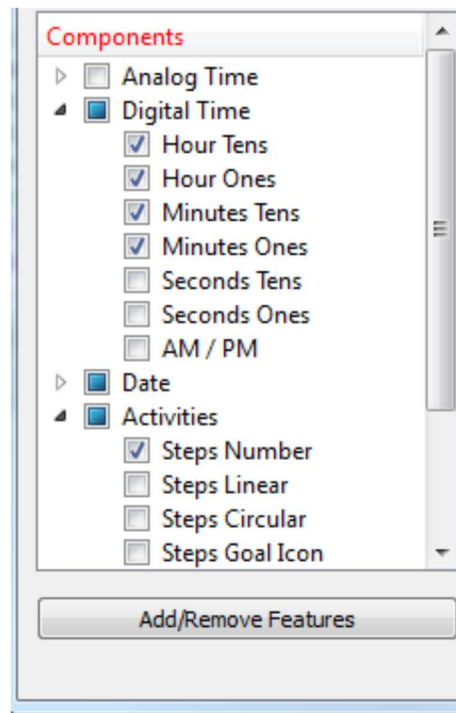 Components
Analog Time
Digital Time
Hour Tens
Hour Ones
Minutes Tens
Minutes Ones
Seconds Tens
Seconds Ones
AM / PM
Date
Activities
Steps Number
Steps Linear
Steps Circular
Steps Goal Icon
Add/Remove Features